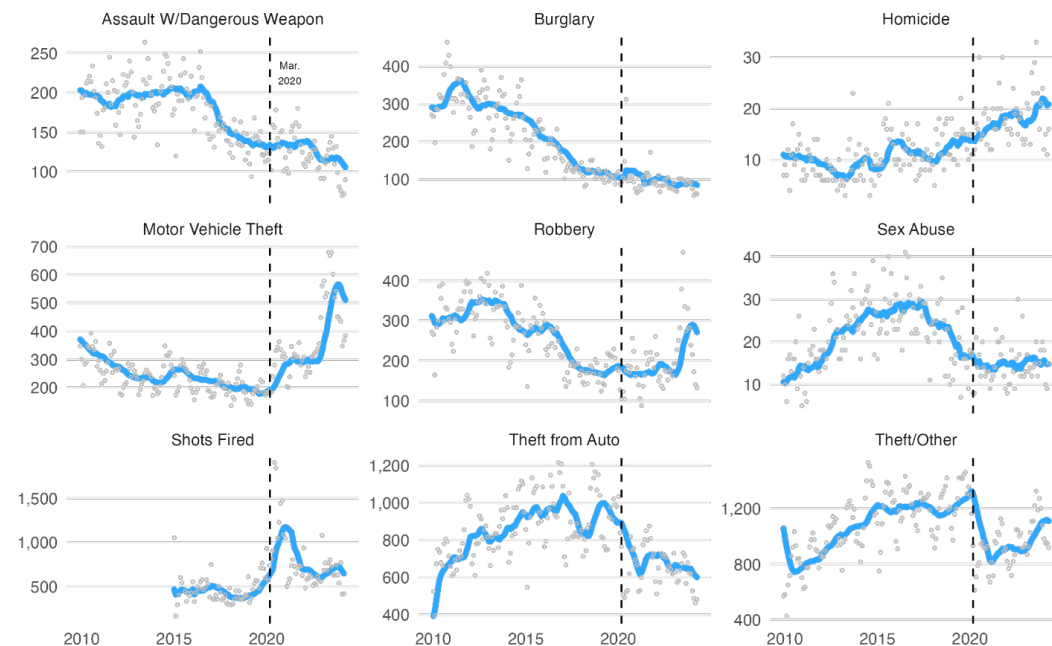 Assault W/Dangerous Weapon
Burglary
Homicide
250
200
150
100
Mar.
2020
400
300
200
100
30
20
10
Motor Vehicle Theft
Robbery
Sex Abuse
700
600
500
400
300
200
400
300
200
100
40
30
20
10
Shots Fired
Theft from Auto
Theft/Other
1,500
1,000
500
1,200
1,000
800
600
400
1,200
800
400
2010 2015 2020
2010 2015 2020
2010 2015 2020